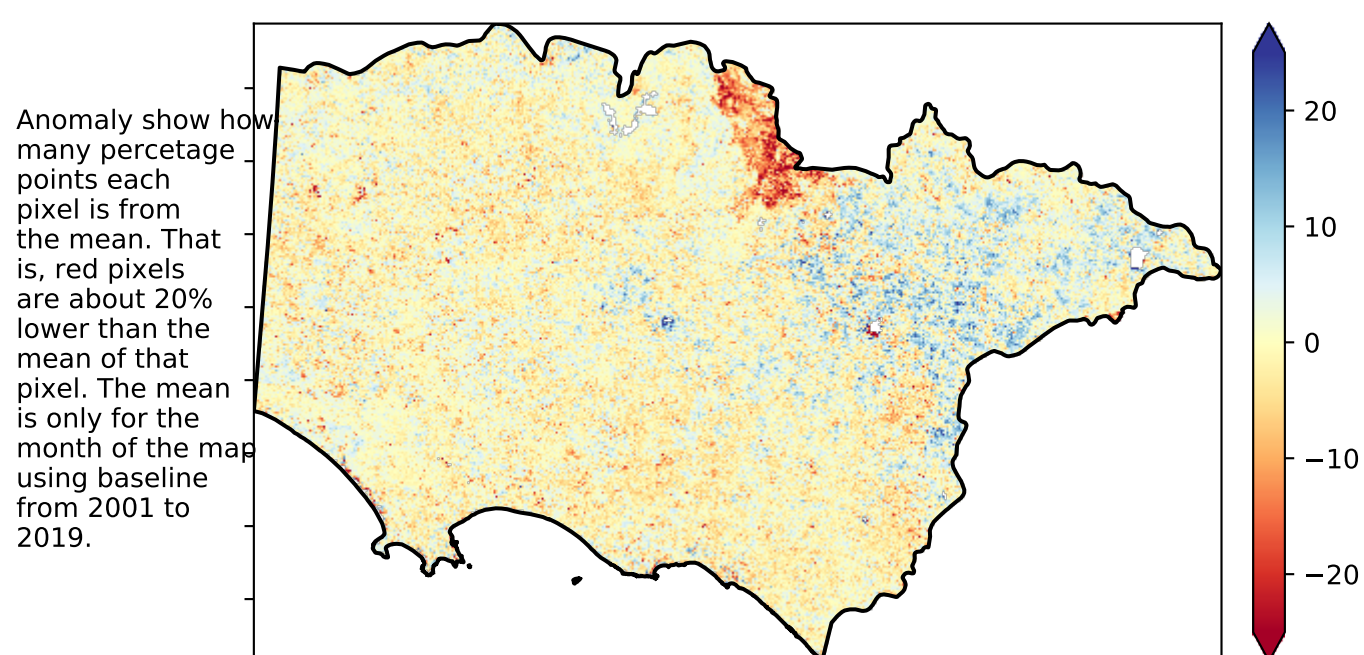 Anomaly show how
many percetage
points each
pixel is from
the mean. That
is, red pixels
are about 20%
lower than the
mean of that
pixel. The mean
is only for the
month of the map
using baseline
from 2001 to
2019.
20
10
0
−10
−20